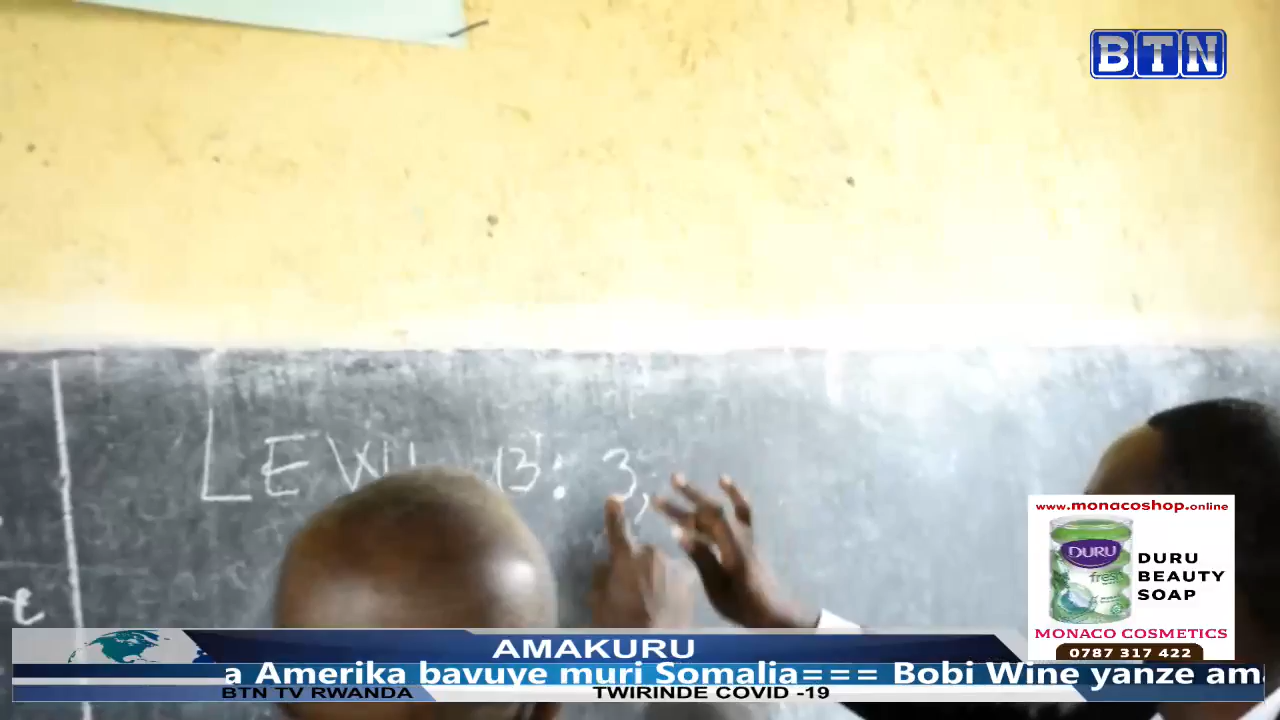 BTN
13: 3,
www.monacoshop.online
DURU
fresh
DURU
BEAUTY
SOAP
MONACO COSMETICS
0787 317 422
AMAKURU
a Amerika bavuye muri Somalia=== Bobi Wine yanze am
BTN TV RWANDA
TWIRINDE COVID -19